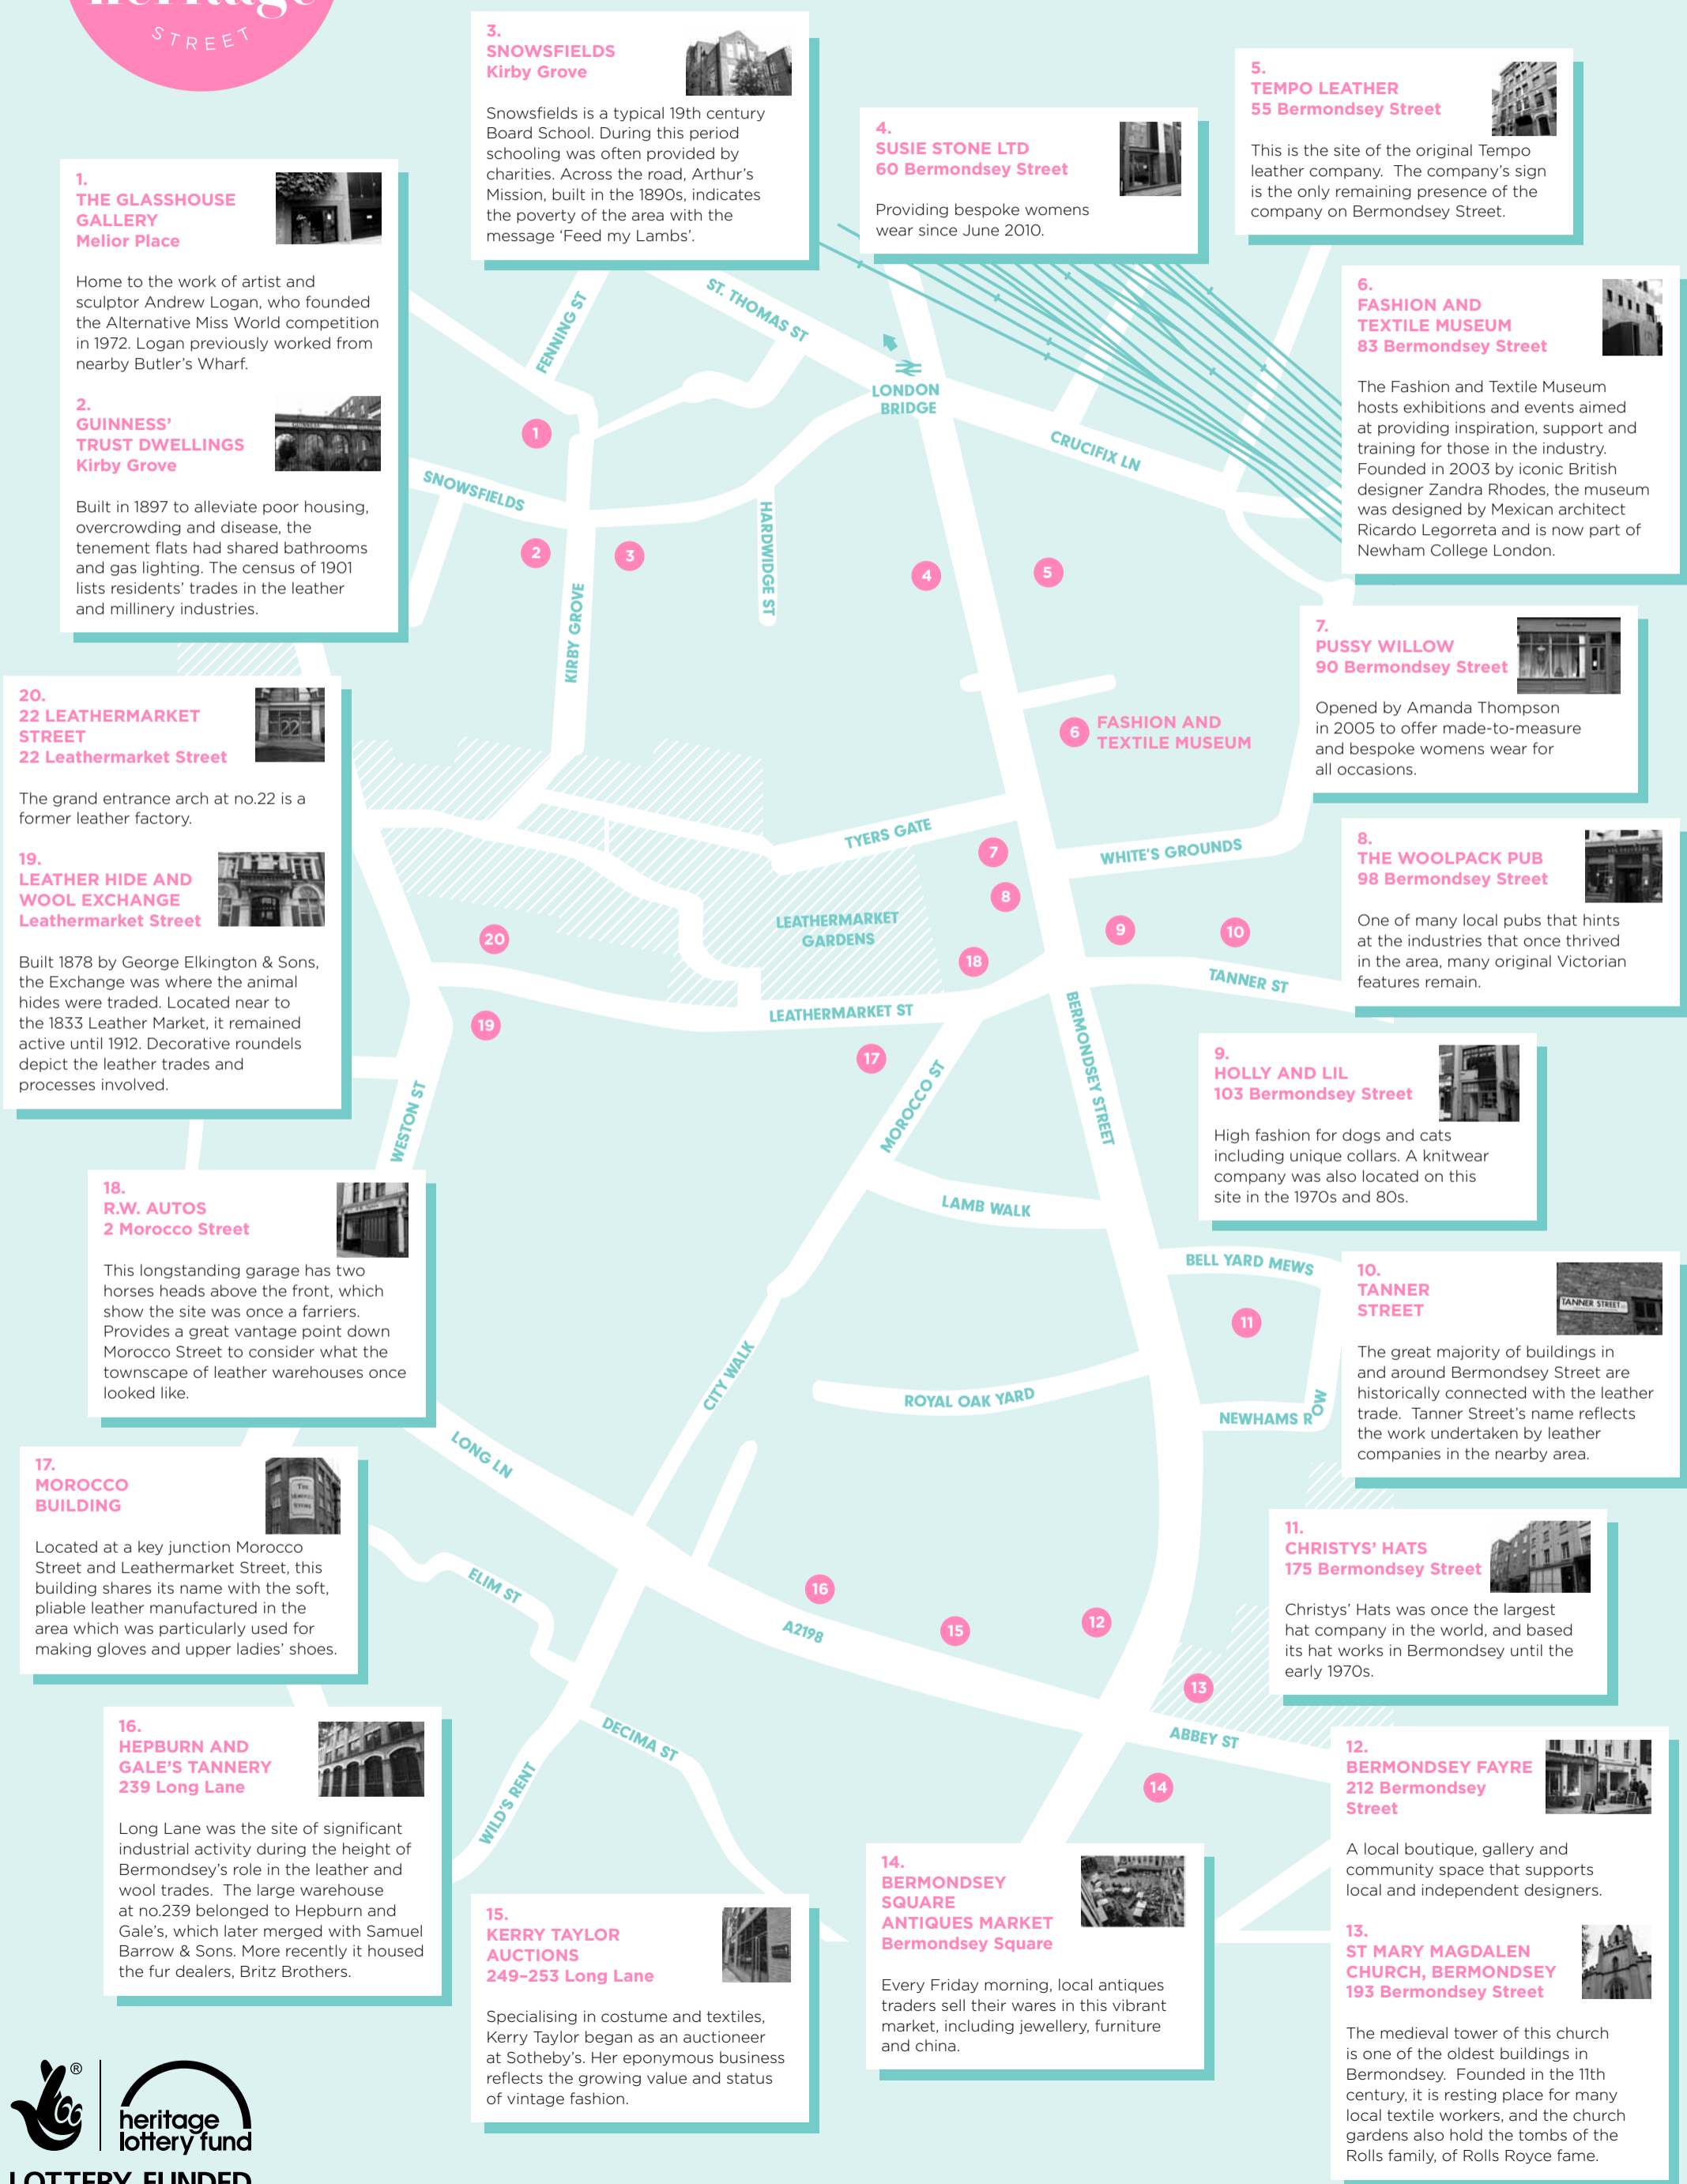 heritage
STREET
1.
THE GLASSHOUSE
GALLERY
Melior Place
Home to the work of artist and
sculptor Andrew Logan, who founded
the Alternative Miss World competition
in 1972. Logan previously worked from
nearby Butler's Wharf.
2.
GUINNESS'
TRUST DWELLINGS
Kirby Grove
Built in 1897 to alleviate poor housing,
overcrowding and disease, the
tenement flats had shared bathrooms
and gas lighting. The census of 1901
lists residents' trades in the leather
and millinery industries.
3.
SNOWSFIELDS
Kirby Grove
Snowsfields is a typical 19th century
Board School. During this period
schooling was often provided by
charities. Across the road, Arthur's
Mission, built in the 1890s, indicates
the poverty of the area with the
message ‘Feed my Lambs’.
4.
SUSIE STONE LTD
60 Bermondsey Street
Providing bespoke womens
wear since June 2010.
5.
TEMPO LEATHER
55 Bermondsey Street
This is the site of the original Tempo
leather company. The company's sign
is the only remaining presence of the
company on Bermondsey Street.
6.
FASHION AND
TEXTILE MUSEUM
83 Bermondsey Street
The Fashion and Textile Museum
hosts exhibitions and events aimed
at providing inspiration, support and
training for those in the industry.
Founded in 2003 by iconic British
designer Zandra Rhodes, the museum
was designed by Mexican architect
Ricardo Legorreta and is now part of
Newham College London.
7.
PUSSY WILLOW
90 Bermondsey Street
Opened by Amanda Thompson
in 2005 to offer made-to-measure
and bespoke womens wear for
all occasions.
8.
THE WOOLPACK PUB
98 Bermondsey Street
One of many local pubs that hints
at the industries that once thrived
in the area, many original Victorian
features remain.
9.
HOLLY AND LIL
103 Bermondsey Street
High fashion for dogs and cats
including unique collars. A knitwear
company was also located on this
site in the 1970s and 80s.
10.
TANNER
STREET
TANNER STREET
The great majority of buildings in
and around Bermondsey Street are
historically connected with the leather
trade. Tanner Street's name reflects
the work undertaken by leather
companies in the nearby area.
11.
CHRISTYS' HATS
175 Bermondsey Street
Christys' Hats was once the largest
hat company in the world, and based
its hat works in Bermondsey until the
early 1970s.
12.
BERMONDSEY FAYRE
212 Bermondsey
Street
A local boutique, gallery and
community space that supports
local and independent designers.
13.
ST MARY MAGDALEN
CHURCH, BERMONDSEY
193 Bermondsey Street
The medieval tower of this church
is one of the oldest buildings in
Bermondsey. Founded in the 11th
century, it is resting place for many
local textile workers, and the church
gardens also hold the tombs of the
Rolls family, of Rolls Royce fame.
14.
BERMONDSEY
SQUARE
ANTIQUES MARKET
Bermondsey Square
Every Friday morning, local antiques
traders sell their wares in this vibrant
market, including jewellery, furniture
and china.
15.
KERRY TAYLOR
AUCTIONS
249–253 Long Lane
Specialising in costume and textiles,
Kerry Taylor began as an auctioneer
at Sotheby's. Her eponymous business
reflects the growing value and status
of vintage fashion.
16.
HEPBURN AND
GALE'S TANNERY
239 Long Lane
Long Lane was the site of significant
industrial activity during the height of
Bermondsey's role in the leather and
wool trades. The large warehouse
at no.239 belonged to Hepburn and
Gale's, which later merged with Samuel
Barrow & Sons. More recently it housed
the fur dealers, Britz Brothers.
17.
MOROCCO
BUILDING
THE
MOROCCO
STORE
Located at a key junction Morocco
Street and Leathermarket Street, this
building shares its name with the soft,
pliable leather manufactured in the
area which was particularly used for
making gloves and upper ladies' shoes.
18.
R.W. AUTOS
2 Morocco Street
This longstanding garage has two
horses heads above the front, which
show the site was once a farriers.
Provides a great vantage point down
Morocco Street to consider what the
townscape of leather warehouses once
looked like.
20.
22 LEATHERMARKET
STREET
22 Leathermarket Street
22
The grand entrance arch at no.22 is a
former leather factory.
19.
LEATHER HIDE AND
WOOL EXCHANGE
Leathermarket Street
Built 1878 by George Elkington & Sons,
the Exchange was where the animal
hides were traded. Located near to
the 1833 Leather Market, it remained
active until 1912. Decorative roundels
depict the leather trades and
processes involved.
FENNING ST
ST. THOMAS ST
LONDON
BRIDGE
CRUCIFIX LN
SNOWSFIELDS
HARDWIDGE ST
KIRBY GROVE
1
2
3
4
5
6
FASHION AND
TEXTILE MUSEUM
TYERS GATE
WHITE'S GROUNDS
7
8
LEATHERMARKET
GARDENS
9
10
20
18
TANNER ST
LEATHERMARKET ST
19
17
BERMONDSEY STREET
MOROCCO ST
WESTON ST
LAMB WALK
BELL YARD MEWS
11
CITY WALK
ROYAL OAK YARD
NEWHAMS ROW
LONG LN
ELIM ST
16
A2198
15
12
13
ABBEY ST
DECIMA ST
14
WILD'S RENT
®
heritage
lottery fund
LOTTERY FUNDED